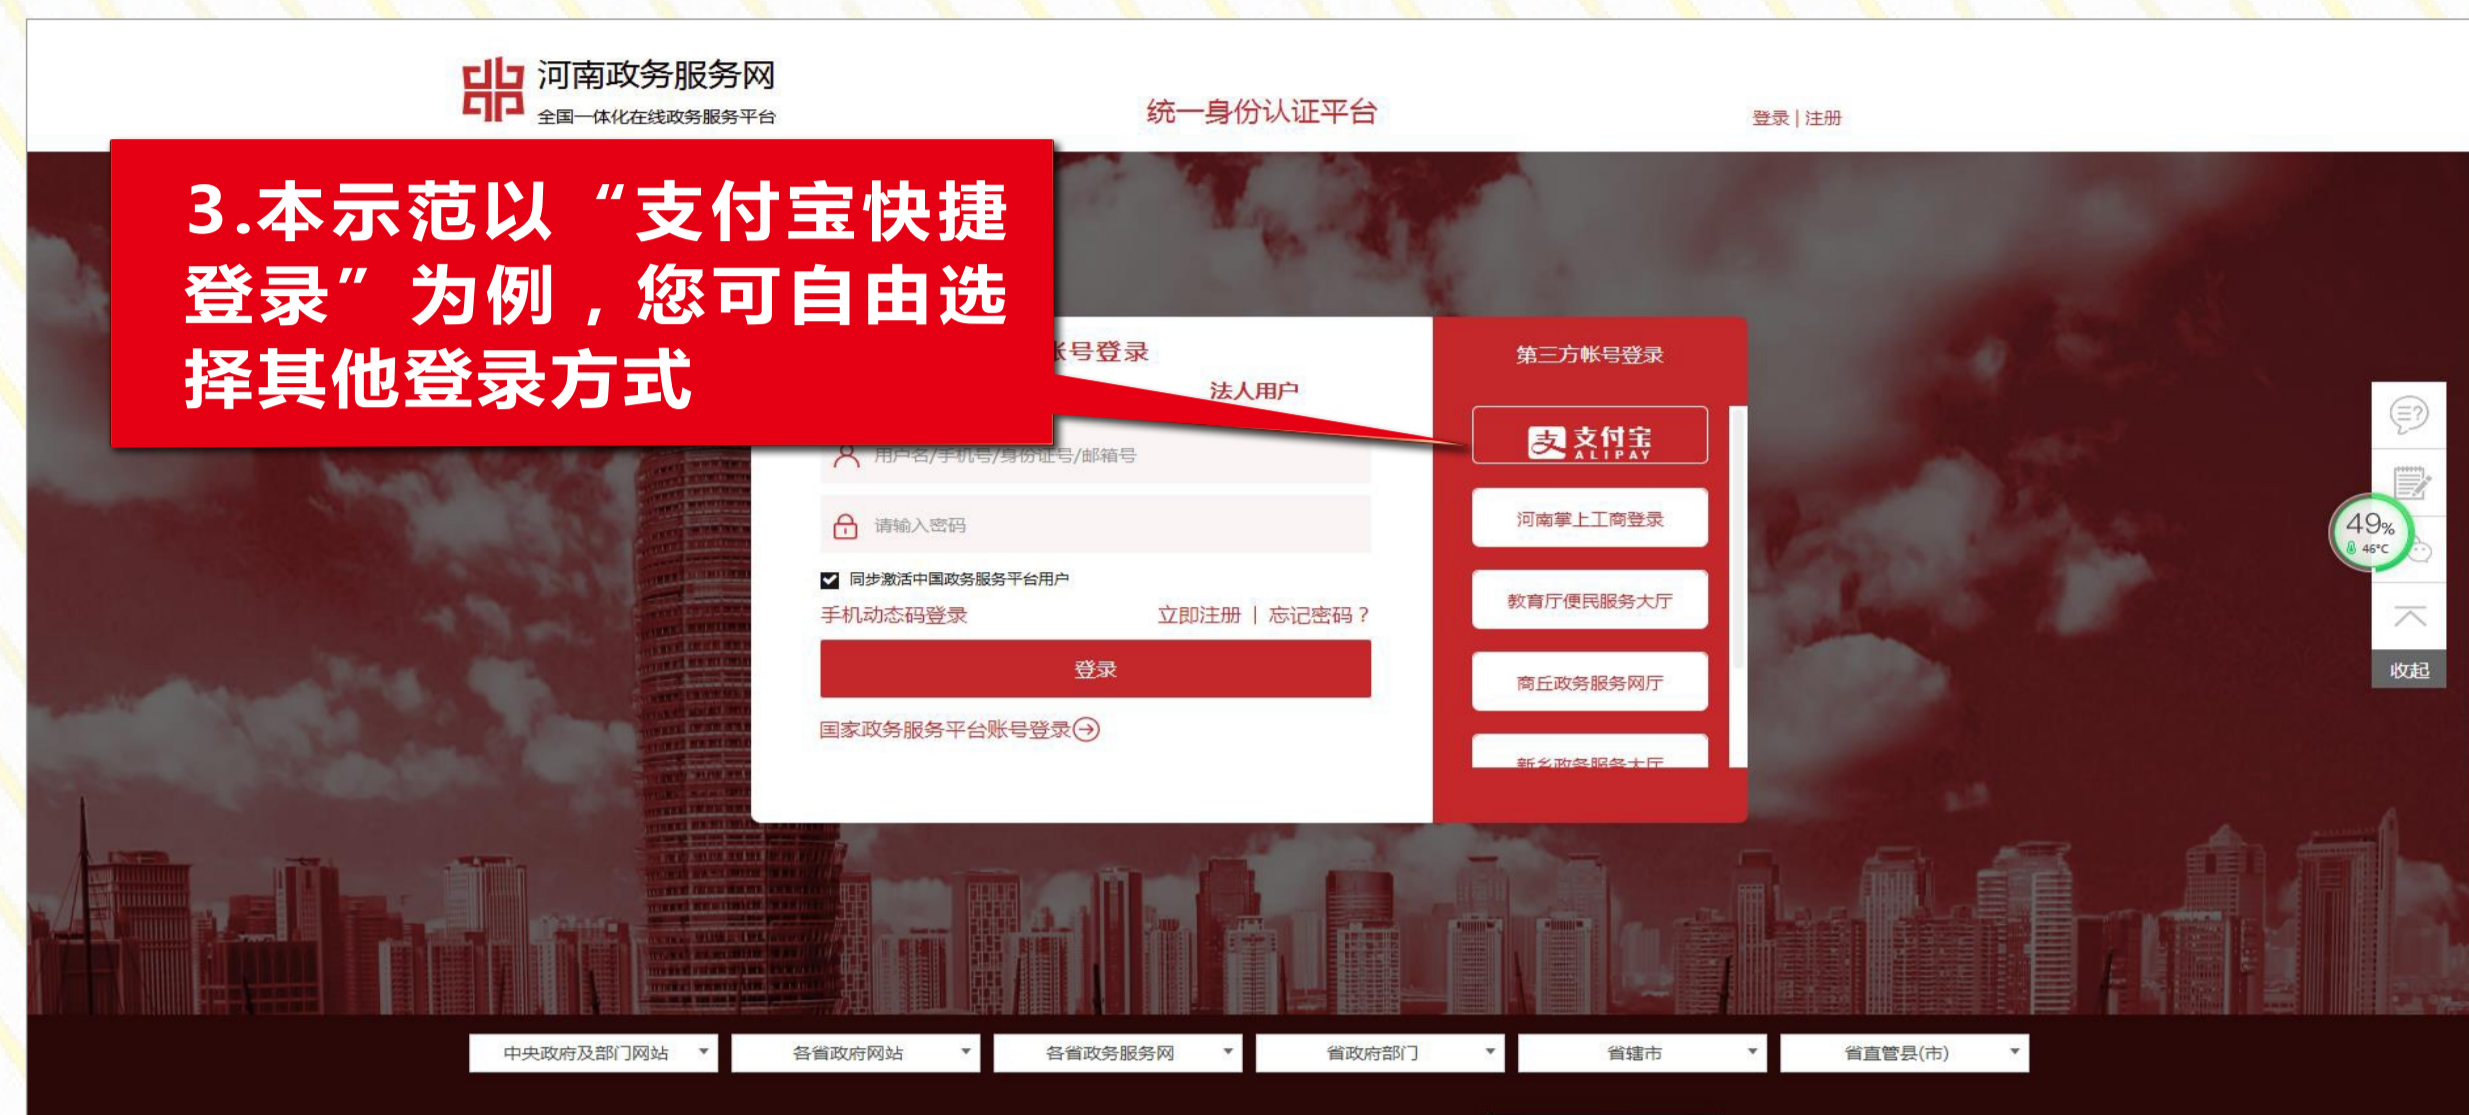 河南政务服务网
全国一体化在线政务服务平台
统一身份认证平台
登录 | 注册
3.本示范以“支付宝快捷
登录”为例，您可自由选
择其他登录方式
号登录
法人用户
用户名/手机号/身份证号/邮箱号
请输入密码
同步激活中国政务服务平台用户
手机动态码登录
立即注册 | 忘记密码？
登录
国家政务服务平台账号登录
第三方帐号登录
支 支付宝
ALIPAY
河南掌上工商登录
教育厅便民服务大厅
商丘政务服务网厅
新乡政务服务大厅
49%
46°C
收起
中央政府及部门网站
各省政府网站
各省政务服务网
省政府部门
省辖市
省直管县(市)